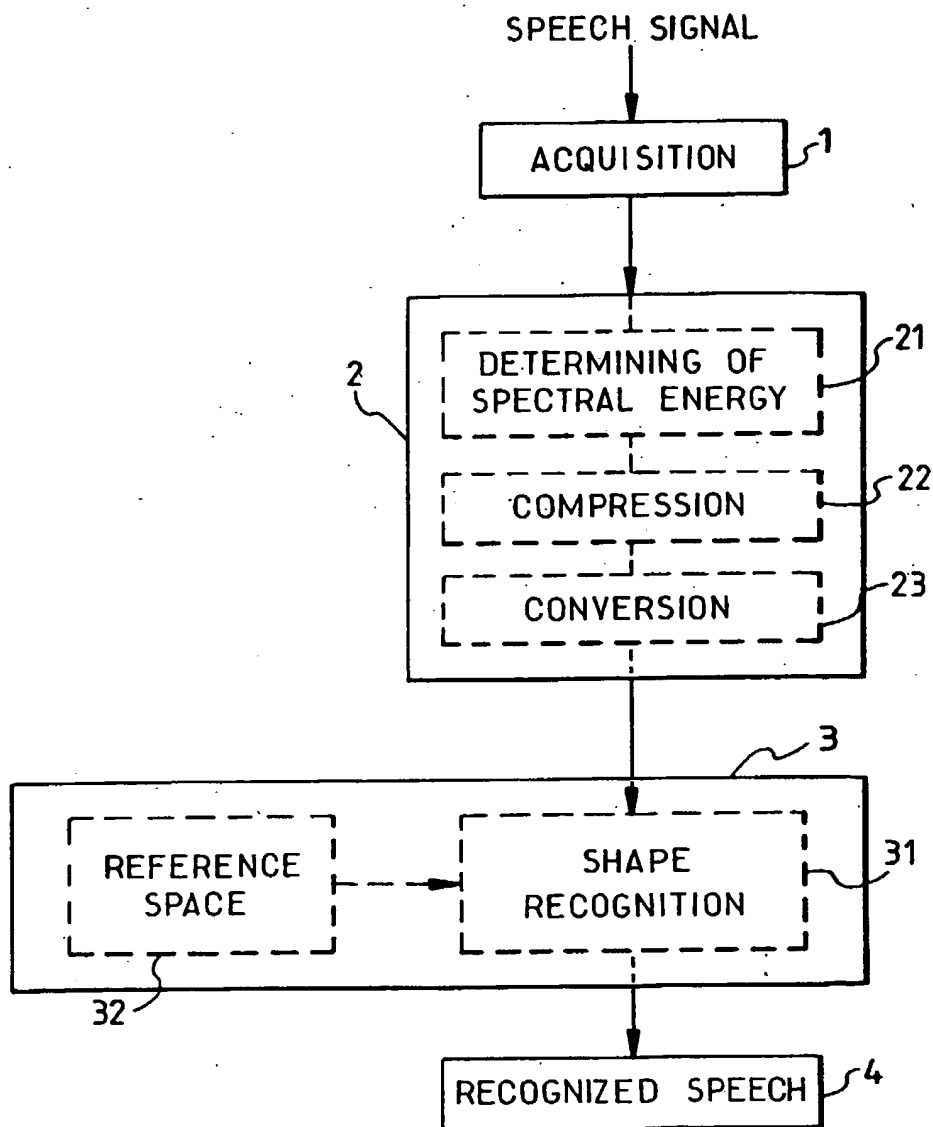 SPEECH SIGNAL
ACQUISITION
1
2
DETERMINING OF
SPECTRAL ENERGY
21
COMPRESSION
22
CONVERSION
23
3
REFERENCE
SPACE
32
SHAPE
RECOGNITION
31
RECOGNIZED SPEECH
4